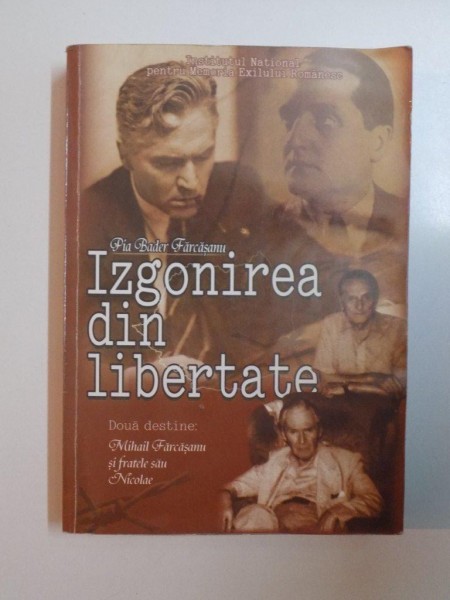 Institutul Național
pentru Memoria Exilului Românesc
Pia Bader Fărcășanu
Izgonirea
din
libertate
Două destine:
Mihail Fărcășanu
și fratele său
Nicolae